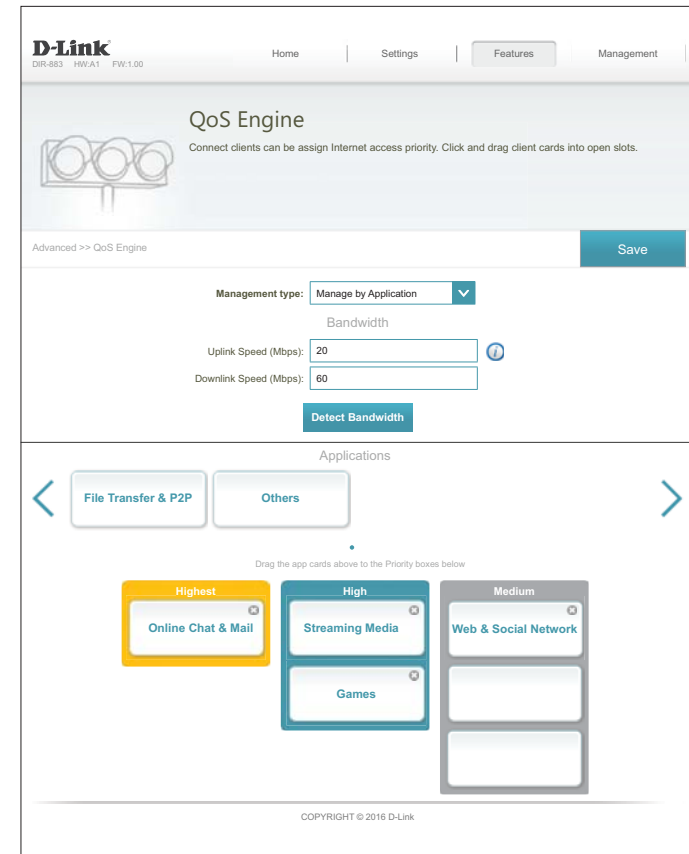 D-Link
DIR-883 HW:A1 FW:1.00
Home Settings Features Management
QoS Engine
Connect clients can be assign Internet access priority. Click and drag client cards into open slots.
Advanced >> QoS Engine
Save
Management type: Manage by Application
Bandwidth
Uplink Speed (Mbps): 20
Downlink Speed (Mbps): 60
Detect Bandwidth
Applications
File Transfer & P2P Others
Drag the app cards above to the Priority boxes below
Highest High Medium
Online Chat & Mail Streaming Media Web & Social Network
Games
COPYRIGHT © 2016 D-Link